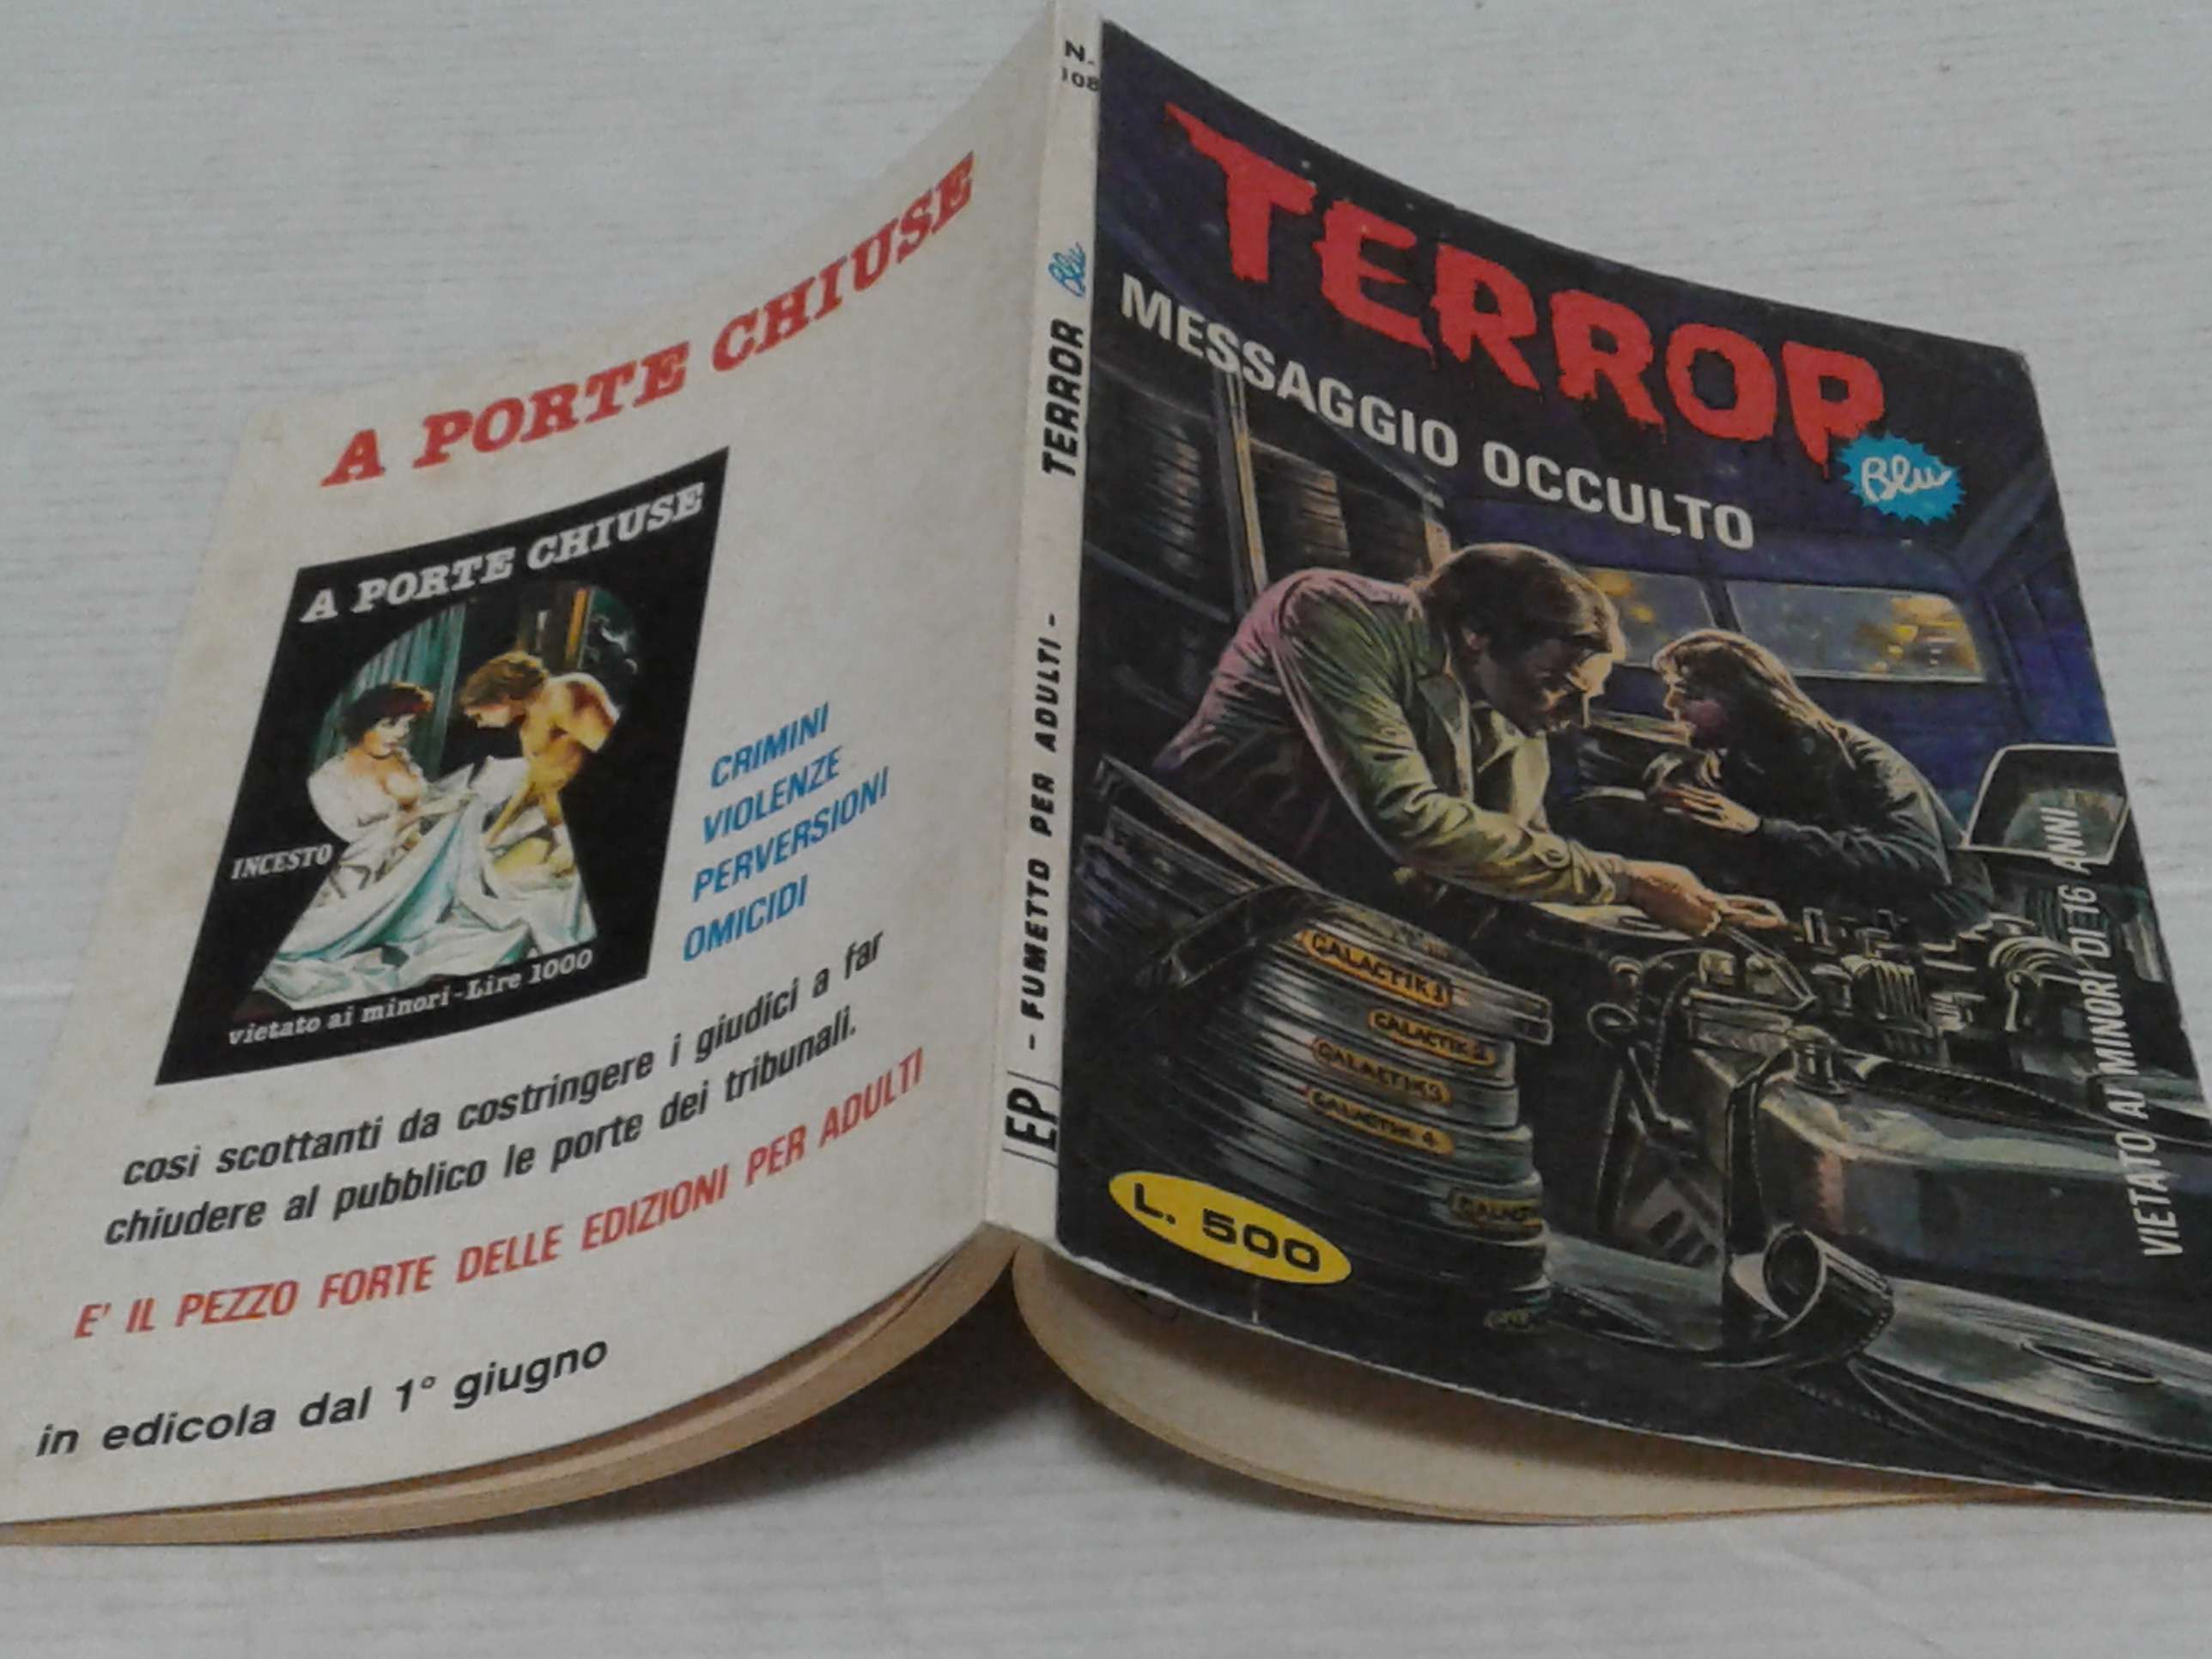 A PORTE CHIUSE
A PORTE CHIUSE
INCESTO
vietato ai minori-Lire 1000
CRIMINI
VIOLENZE
PERVERSIONI
OMICIDI
così scottanti da costringere i giudici a far
chiudere al pubblico le porte dei tribunali.
E' IL PEZZO FORTE DELLE EDIZIONI PER ADULTI
in edicola dal 1° giugno
N.
108
EP - FUMETTO PER ADULTI - TERROR Blu
TERROR
Blu
MESSAGGIO OCCULTO
GALACTIK 1
GALACTIK 2
GALACTIK 3
GALACTIK 4
L. 500
VIETATO AI MINORI DI 16 ANNI